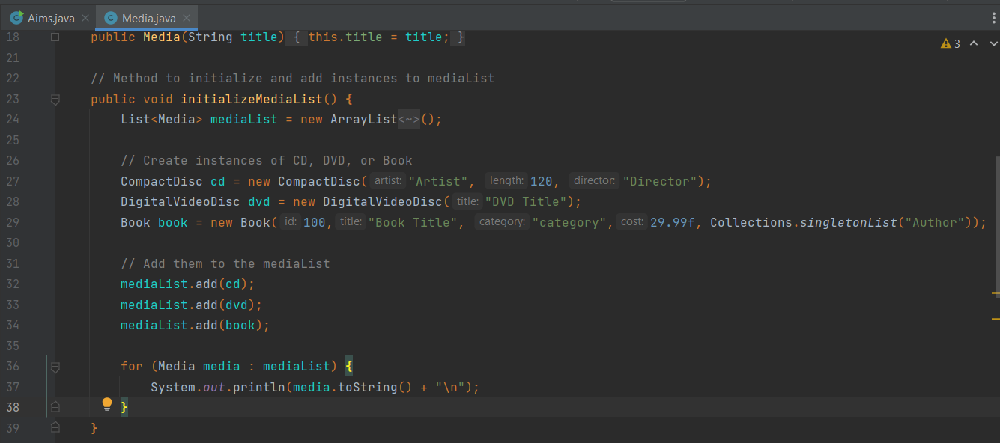 Aims.java Media.java
18 public Media(String title) { this.title = title; }
3
21
22 // Method to initialize and add instances to mediaList
23 public void initializeMediaList() {
24 List<Media> mediaList = new ArrayList<~>();
25
26 // Create instances of CD, DVD, or Book
27 CompactDisc cd = new CompactDisc( artist: "Artist", length: 120, director: "Director");
28 DigitalVideoDisc dvd = new DigitalVideoDisc( title: "DVD Title");
29 Book book = new Book( id: 100, title: "Book Title", category: "category", cost: 29.99f, Collections.singletonList("Author"));
30
31 // Add them to the mediaList
32 mediaList.add(cd);
33 mediaList.add(dvd);
34 mediaList.add(book);
35
36 for (Media media : mediaList) {
37 System.out.println(media.toString() + "\n");
38 }
39 }